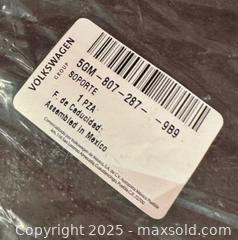 VOLKSWAGEN
GROUP
5GM-807-287- -9B9
SOPORTE
1 PZA
F. de Caducidad:
Assembled in Mexico
Copyright 2025 - maxsold.com